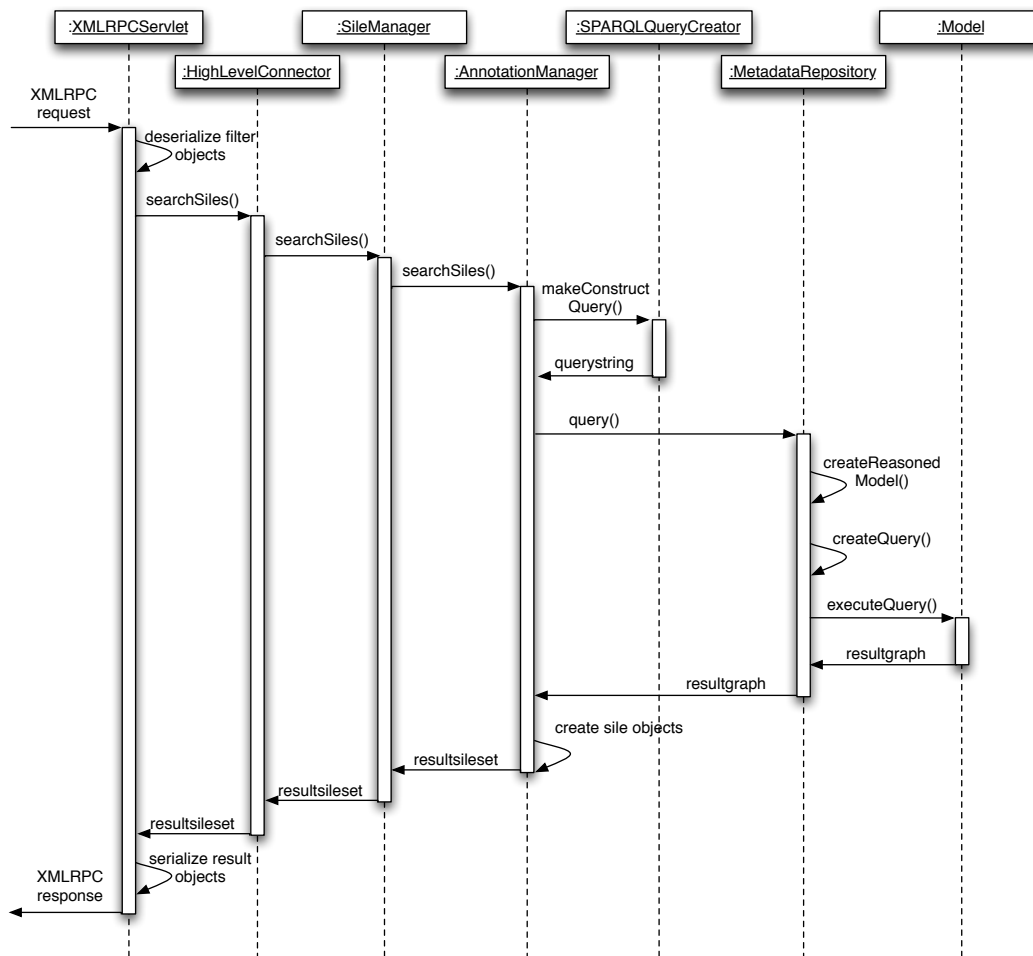 :XMLRPCServlet
:SileManager
:SPARQLQueryCreator
:Model
:HighLevelConnector
:AnnotationManager
:MetadataRepository
XMLRPC
request
deserialize filter
objects
searchSiles()
searchSiles()
searchSiles()
makeConstruct
Query()
querystring
query()
createReasoned
Model()
createQuery()
executeQuery()
resultgraph
resultgraph
create sile objects
resultsileset
resultsileset
resultsileset
serialize result
objects
XMLRPC
response